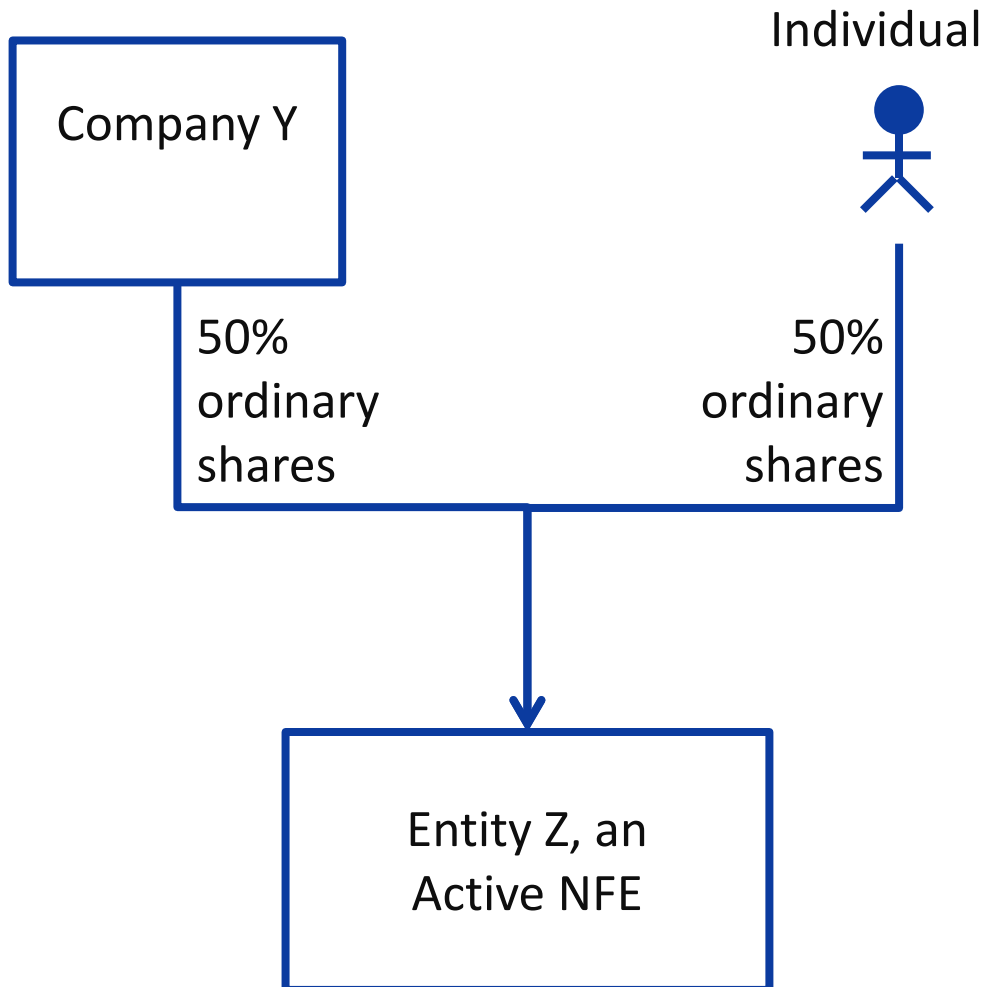 Individual
Company Y
50%
ordinary
shares
50%
ordinary
shares
Entity Z, an
Active NFE